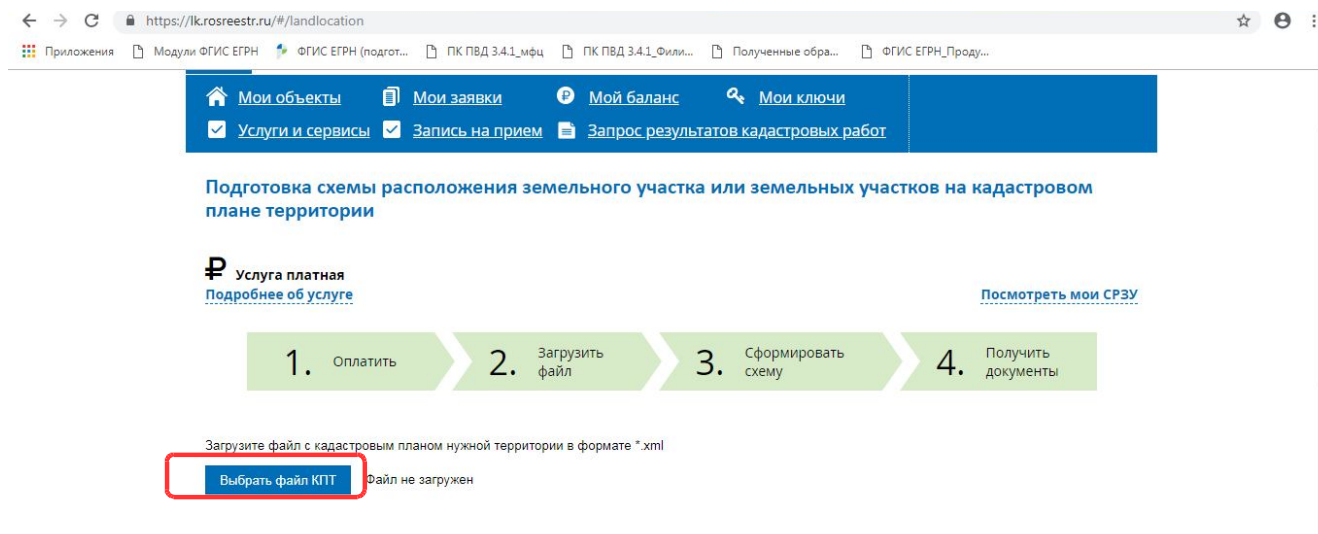 https://lk.rosreestr.ru/#/landlocation
Приложения Модули ФГИС ЕГРН ФГИС ЕГРН (подгот... ПК ПВД 3.4.1_мфц ПК ПВД 3.4.1_Фили... Полученные обра... ФГИС ЕГРН_Проду...
Мои объекты Мои заявки Мой баланс Мои ключи
Услуги и сервисы Запись на прием Запрос результатов кадастровых работ
Подготовка схемы расположения земельного участка или земельных участков на кадастровом
плане территории
₽ Услуга платная
Подробнее об услуге Посмотреть мои СРЗУ
1. Оплатить
2. Загрузить
файл
3. Сформировать
схему
4. Получить
документы
Загрузите файл с кадастровым планом нужной территории в формате *.xml
Выбрать файл КПТ Файл не загружен